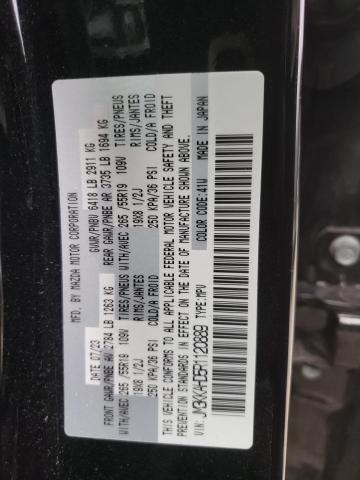 MFD. BY MAZDA MOTOR CORPORATION
DATE 07/23 GVWR/PNBV 6418 LB 2911 KG
FRONT GAWR/PNBE AV 2784 LB 1263 KG REAR GAWR/PNBE AR 3735 LB 1694 KG
WITH/AVEC 265 /55R19 109V TIRES/PNEUS WITH/AVEC 265 /55R19 109V TIRES/PNEUS
19X8 1/2J RIMS/JANTES 19X8 1/2J RIMS/JANTES
250 KPA/36 PSI COLD/A FROID 250 KPA/36 PSI COLD/A FROID
THIS VEHICLE CONFORMS TO ALL APPLICABLE FEDERAL MOTOR VEHICLE SAFETY AND THEFT
PREVENTION STANDARDS IN EFFECT ON THE DATE OF MANUFACTURE SHOWN ABOVE.
VIN: TYPE:MPV COLOR CODE:41W MADE IN JAPAN